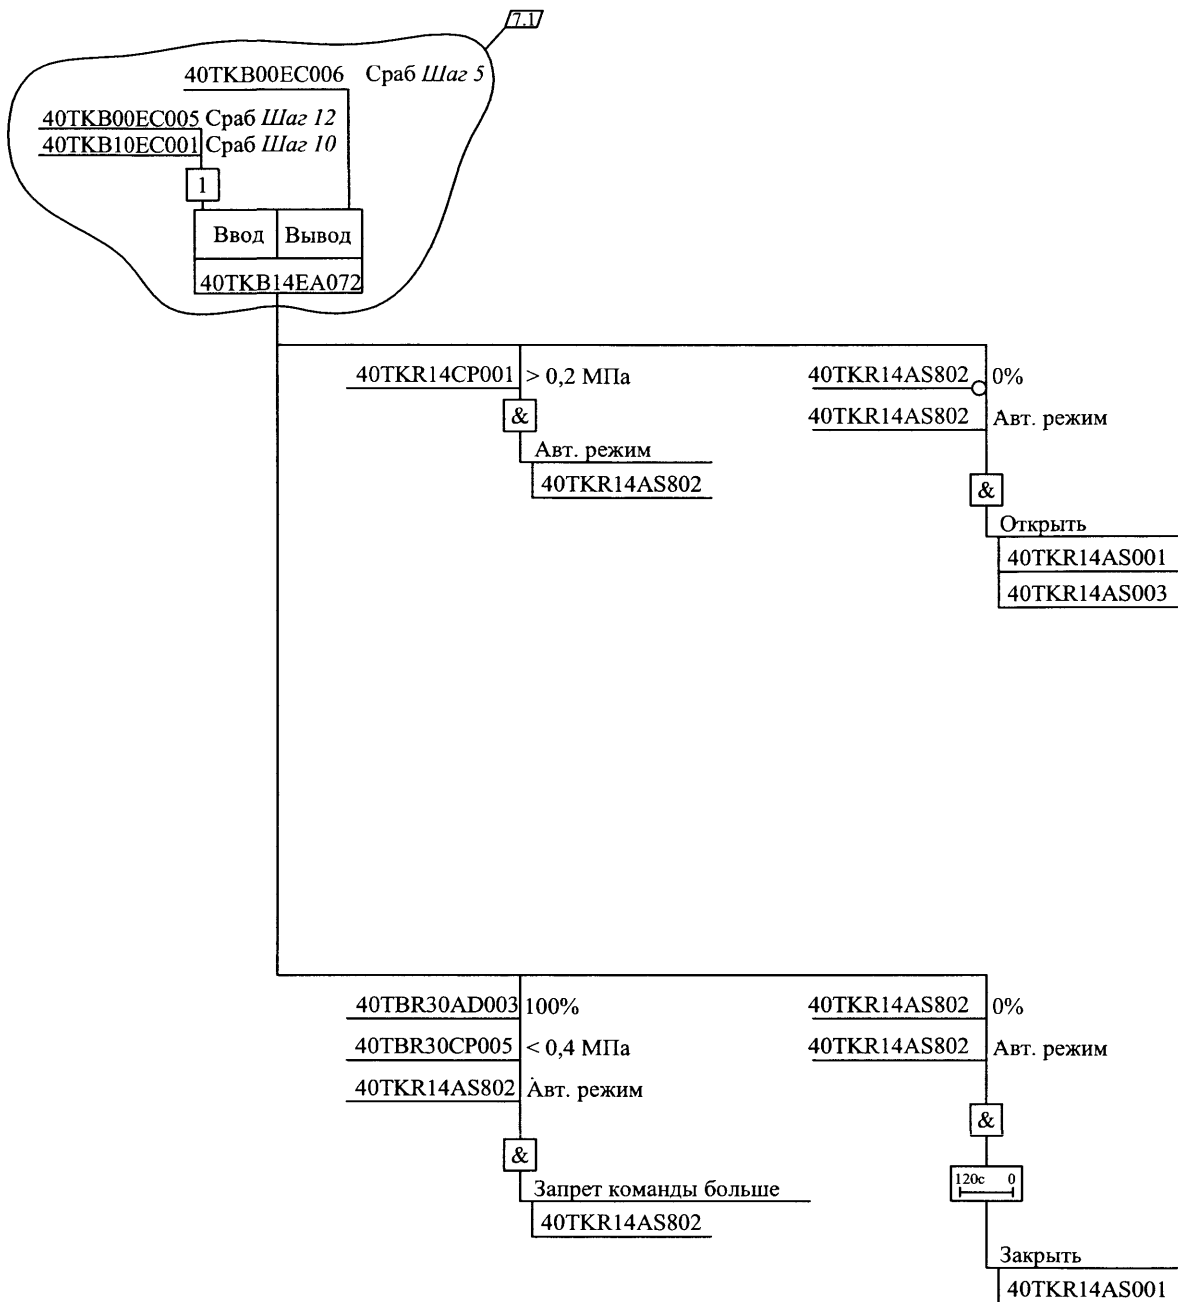 7.1
40TKB00EC006 Сраб Шаг 5
40TKB00EC005 Сраб Шаг 12
40TKB10EC001 Сраб Шаг 10
1
Ввод Вывод
40TKB14EA072
40TKR14CP001 > 0,2 МПа
&
Авт. режим
40TKR14AS802
40TKR14AS802 0%
40TKR14AS802 Авт. режим
&
Открыть
40TKR14AS001
40TKR14AS003
40TBR30AD003 100%
40TBR30CP005 < 0,4 МПа
40TKR14AS802 Авт. режим
&
Запрет команды больше
40TKR14AS802
40TKR14AS802 0%
40TKR14AS802 Авт. режим
&
120с 0
Закрыть
40TKR14AS001